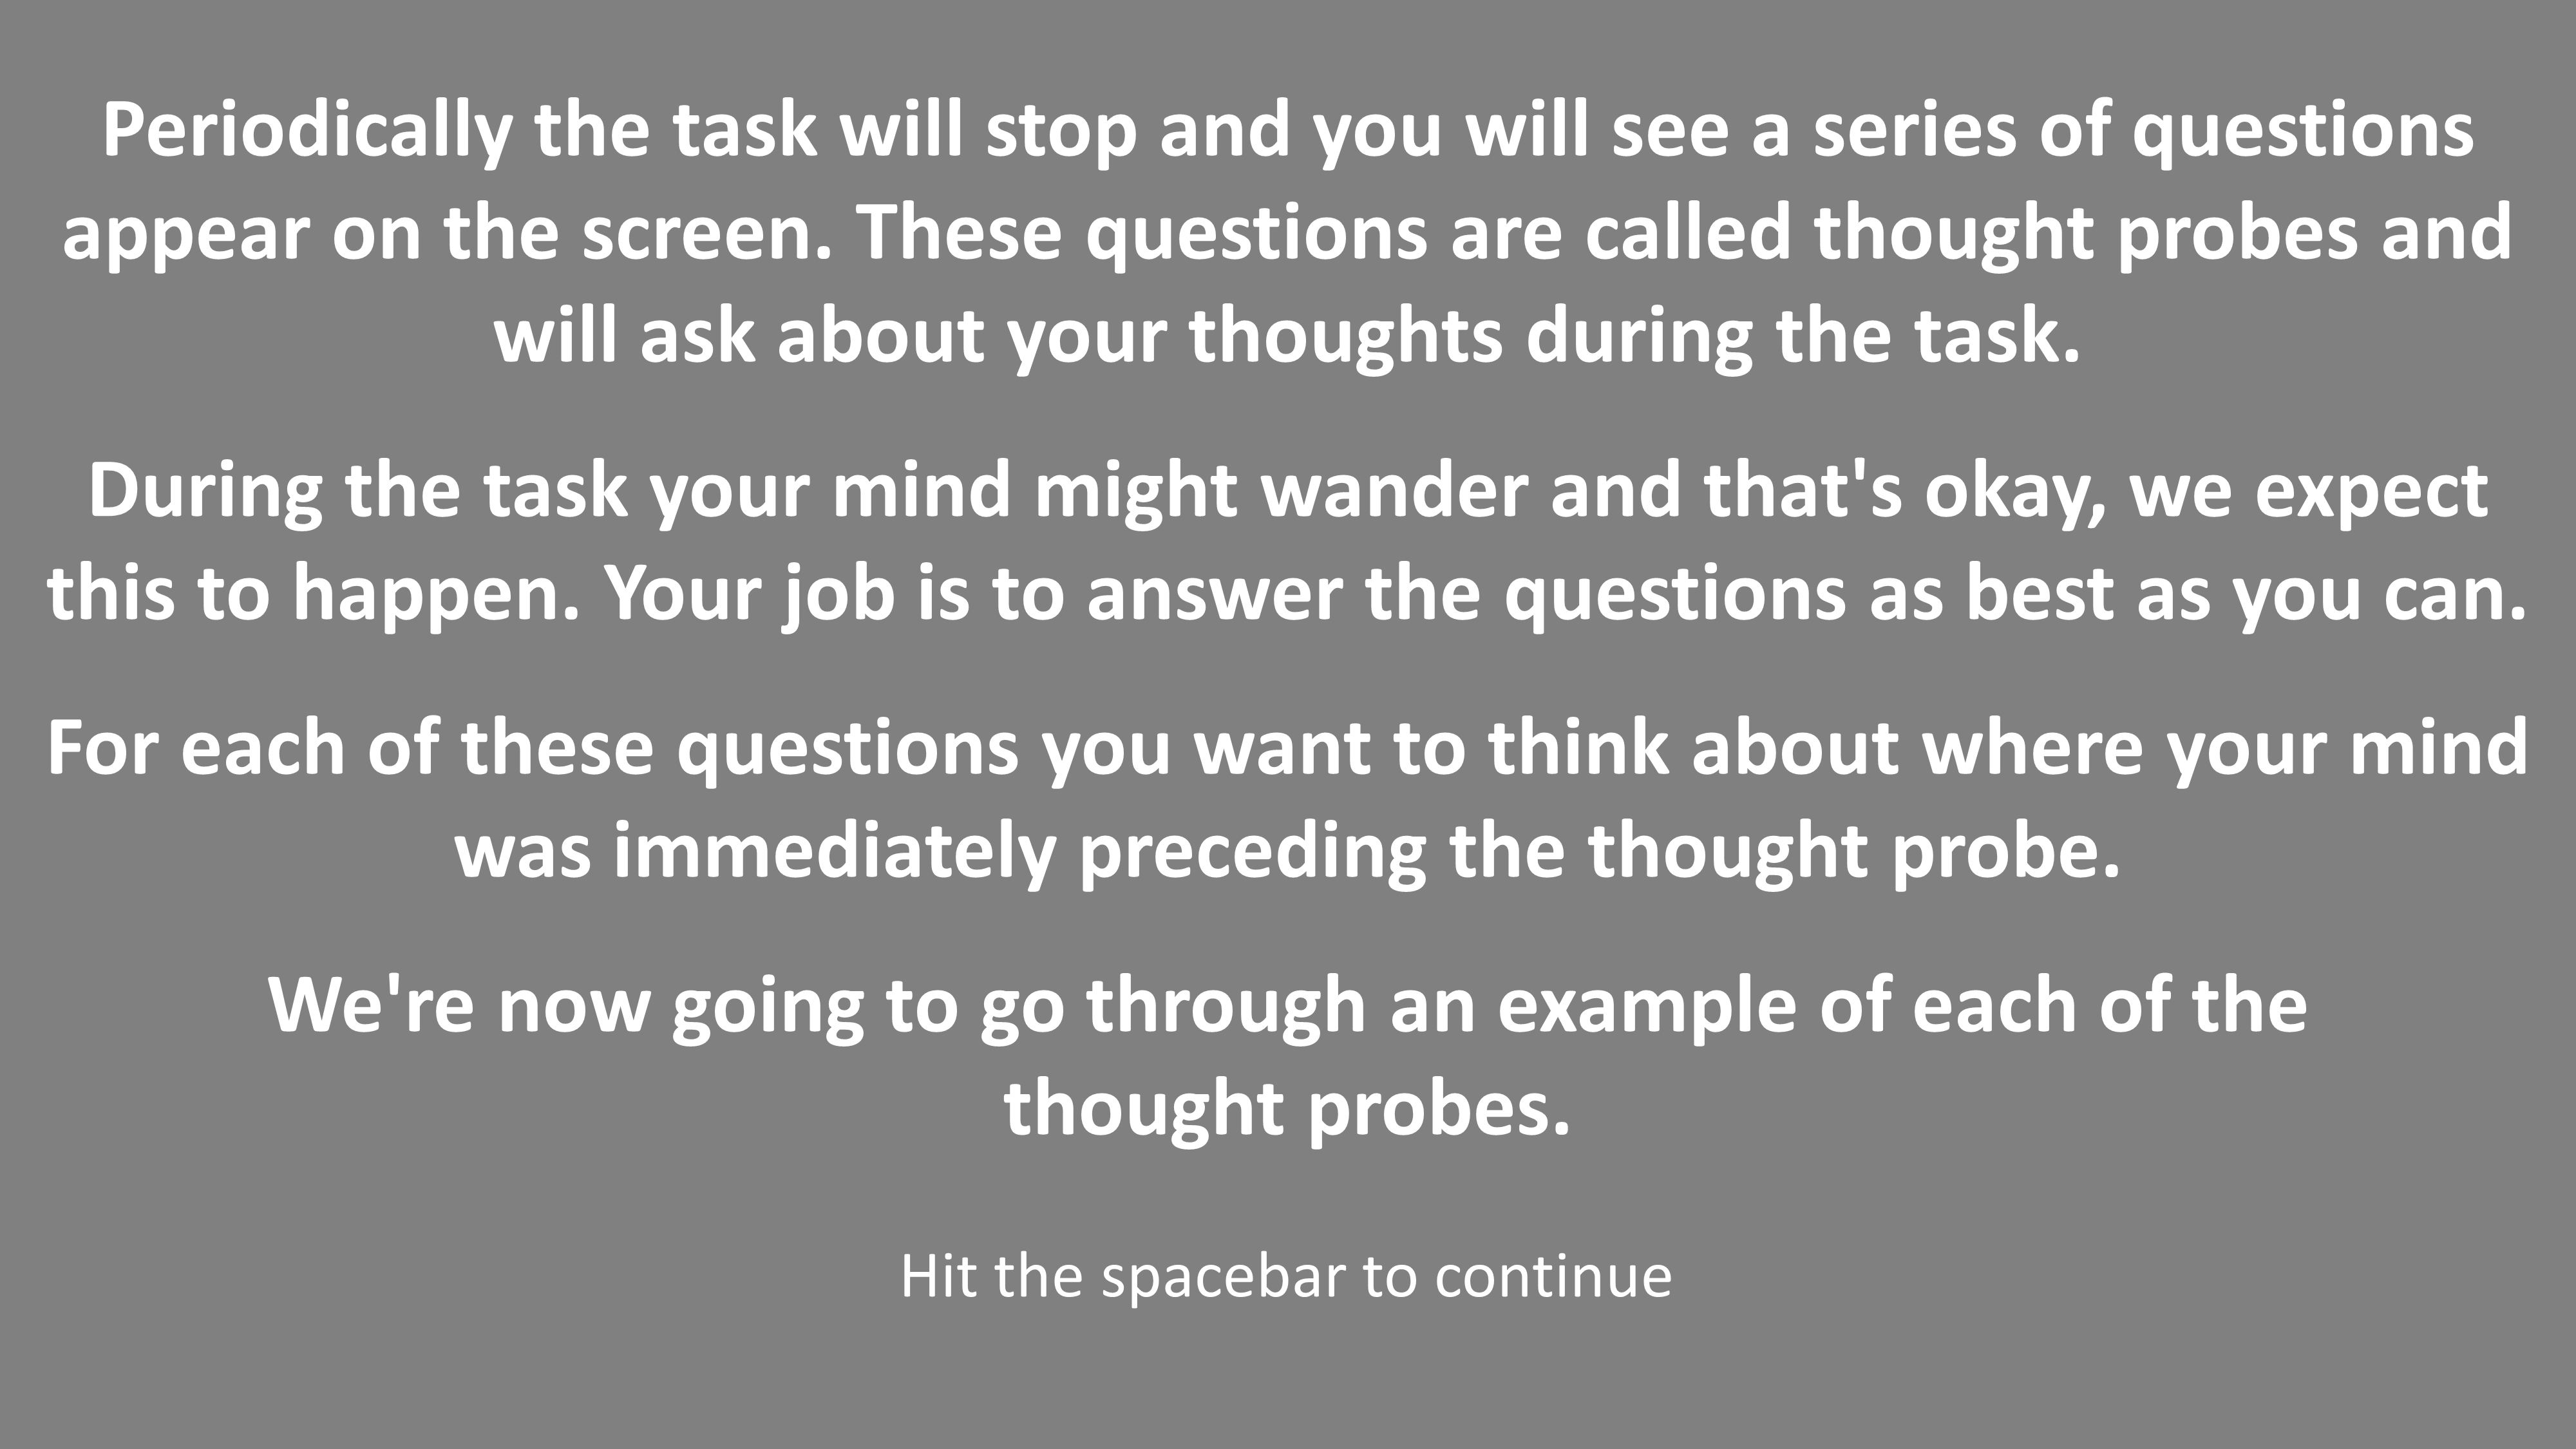 Periodically the task will stop and you will see a series of questions
appear on the screen. These questions are called thought probes and
will ask about your thoughts during the task.
During the task your mind might wander and that's okay, we expect
this to happen. Your job is to answer the questions as best as you can.
For each of these questions you want to think about where your mind
was immediately preceding the thought probe.
We're now going to go through an example of each of the
thought probes.
Hit the spacebar to continue